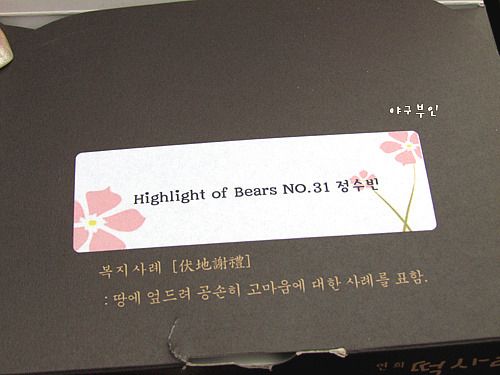 야구부인
Highlight of Bears NO.31 정수빈
복지사례 [伏地謝禮]
: 땅에 엎드려 공손히 고마움에 대한 사례를 표함.
떡사